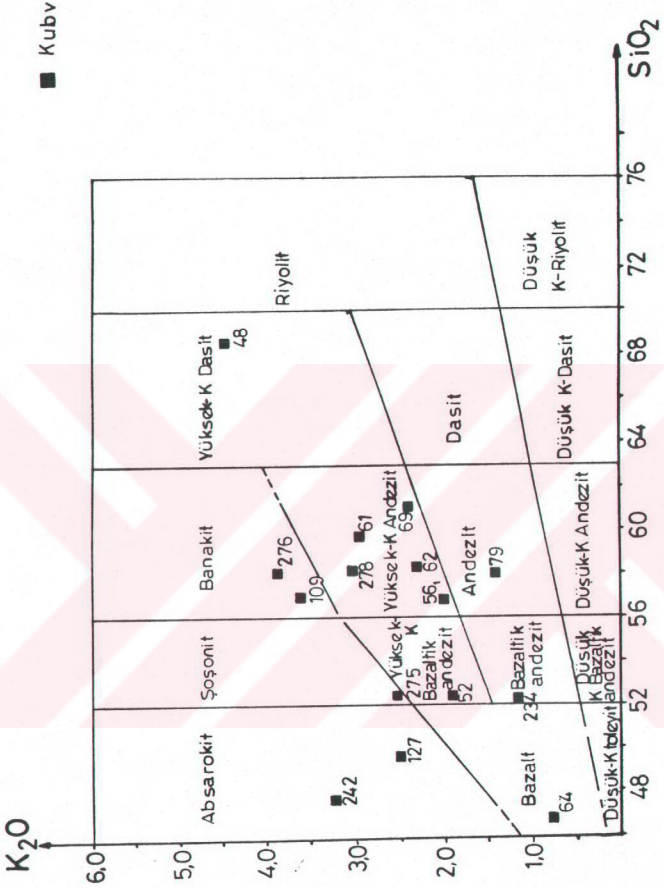 K₂O
6,0
5,0
4,0
3,0
2,0
1,0
48
52
56
60
64
68
72
76
SiO₂
■ Kubv
Absarokit
Şoşonit
Banakit
Yüksek-K Dasit
Riyolit
Yüksek-
K
Bazaltik
andezit
Yüksek-K Andezit
Bazalt
Bazaltik
andezit
Andezit
Dasit
Düşük-K toleyit
Düşük
K Bazaltik
andezit
Düşük-K Andezit
Düşük K-Dasit
Düşük
K-Riyolit
242
127
64
275
52
234
276
109
278
61
69
62
56
79
48